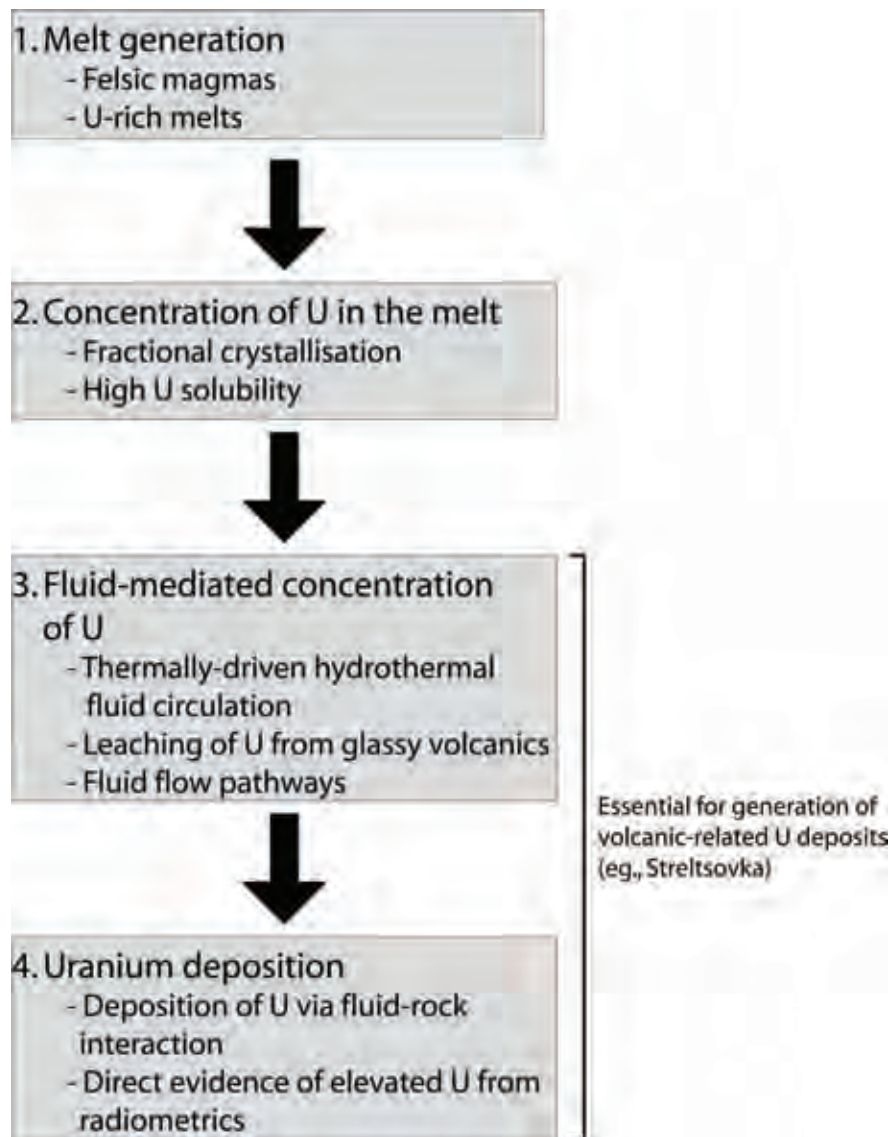 1. Melt generation
- Felsic magmas
- U-rich melts
2. Concentration of U in the melt
- Fractional crystallisation
- High U solubility
3. Fluid-mediated concentration
of U
- Thermally-driven hydrothermal
fluid circulation
- Leaching of U from glassy volcanics
- Fluid flow pathways
Essential for generation of
volcanic-related U deposits
(eg., Streltsovka)
4. Uranium deposition
- Deposition of U via fluid-rock
interaction
- Direct evidence of elevated U from
radiometrics